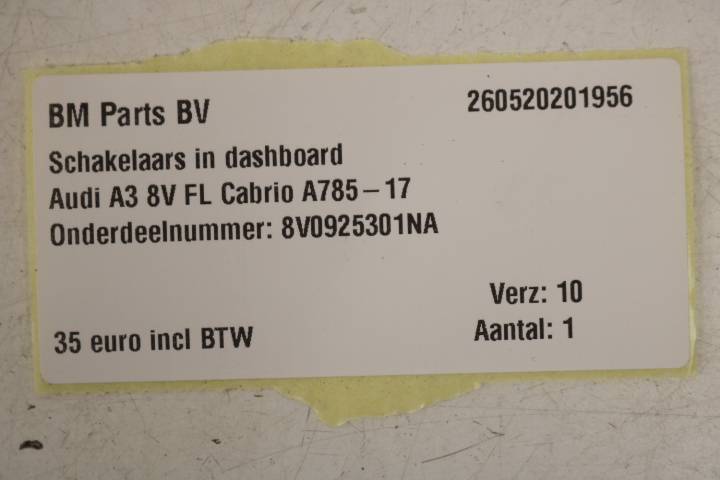 BM Parts BV 260520201956
Schakelaars in dashboard
Audi A3 8V FL Cabrio A785-17
Onderdeelnummer: 8V0925301NA
Verz: 10
35 euro incl BTW Aantal: 1